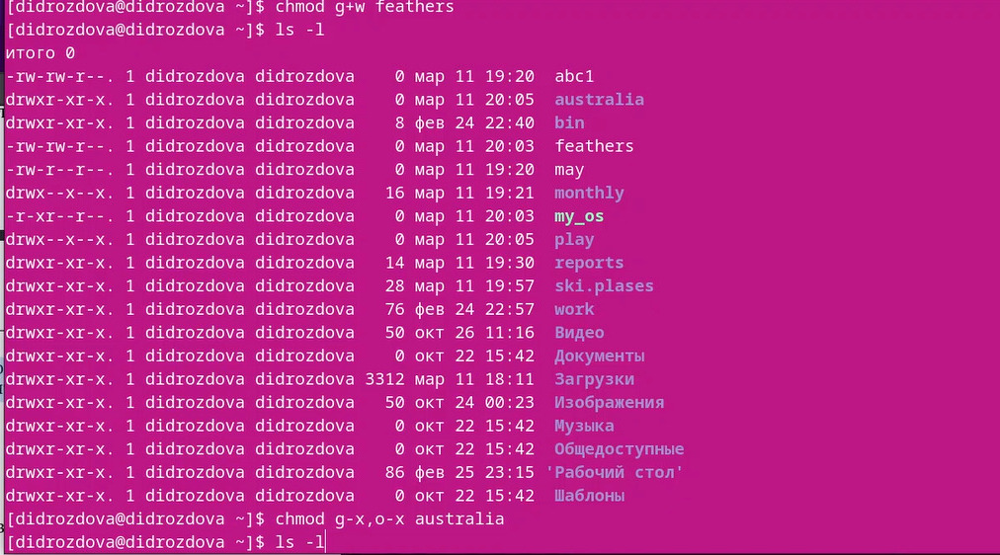 [didrozdova@didrozdova ~]$ chmod g+w feathers
[didrozdova@didrozdova ~]$ ls -l
итого 0
-rw-rw-r--. 1 didrozdova didrozdova    0 мар 11 19:20  abc1
drwxr-xr-x. 1 didrozdova didrozdova    0 мар 11 20:05  australia
drwxr-xr-x. 1 didrozdova didrozdova    8 фев 24 22:40  bin
-rw-rw-r--. 1 didrozdova didrozdova    0 мар 11 20:03  feathers
-rw-r--r--. 1 didrozdova didrozdova    0 мар 11 19:20  may
drwx--x--x. 1 didrozdova didrozdova   16 мар 11 19:21  monthly
-r-xr--r--. 1 didrozdova didrozdova    0 мар 11 20:03  my_os
drwx--x--x. 1 didrozdova didrozdova    0 мар 11 20:05  play
drwxr-xr-x. 1 didrozdova didrozdova   14 мар 11 19:30  reports
drwxr-xr-x. 1 didrozdova didrozdova   28 мар 11 19:57  ski.plases
drwxr-xr-x. 1 didrozdova didrozdova   76 фев 24 22:57  work
drwxr-xr-x. 1 didrozdova didrozdova   50 окт 26 11:16  Видео
drwxr-xr-x. 1 didrozdova didrozdova    0 окт 22 15:42  Документы
drwxr-xr-x. 1 didrozdova didrozdova 3312 мар 11 18:11  Загрузки
drwxr-xr-x. 1 didrozdova didrozdova   50 окт 24 00:23  Изображения
drwxr-xr-x. 1 didrozdova didrozdova    0 окт 22 15:42  Музыка
drwxr-xr-x. 1 didrozdova didrozdova    0 окт 22 15:42  Общедоступные
drwxr-xr-x. 1 didrozdova didrozdova   86 фев 25 23:15 'Рабочий стол'
drwxr-xr-x. 1 didrozdova didrozdova    0 окт 22 15:42  Шаблоны
[didrozdova@didrozdova ~]$ chmod g-x,o-x australia
[didrozdova@didrozdova ~]$ ls -l